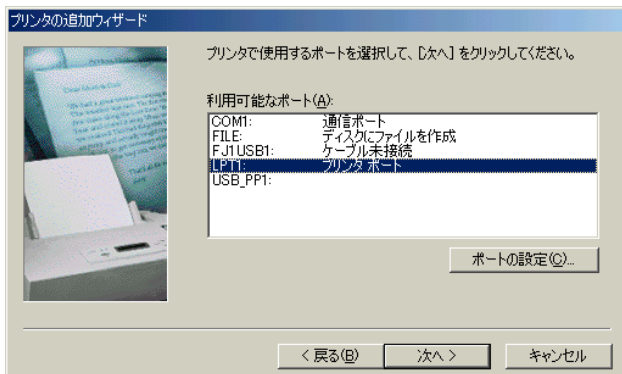 プリンタの追加ウィザード
プリンタで使用するポートを選択して、[次へ] をクリックしてください。
利用可能なポート(A):
COM1: 通信ポート
FILE: ディスクにファイルを作成
FJ1USB1: ケーブル未接続
LPT1: プリンタ ポート
USB_PP1:
ポートの設定(C)...
< 戻る(B)
次へ >
キャンセル